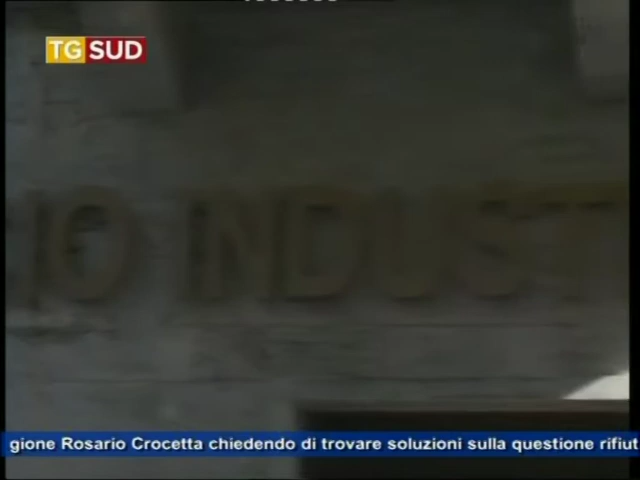 TG SUD
IO INDUST
gione Rosario Crocetta chiedendo di trovare soluzioni sulla questione rifiut